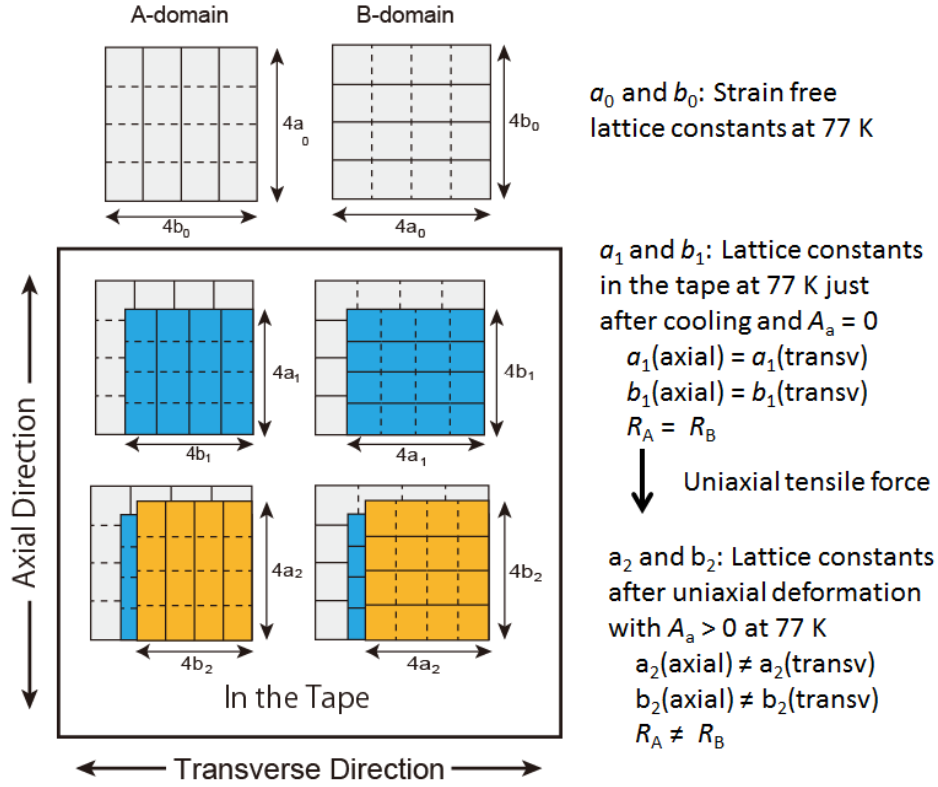 A-domain
B-domain
4a₀
4b₀
4b₀
4a₀
a₀ and b₀: Strain free
lattice constants at 77 K
Axial Direction
4a₁
4b₁
4b₁
4a₁
4a₂
4b₂
4b₂
4a₂
In the Tape
Transverse Direction
a₁ and b₁: Lattice constants
in the tape at 77 K just
after cooling and Aₐ = 0
a₁(axial) = a₁(transv)
b₁(axial) = b₁(transv)
R_A = R_B
Uniaxial tensile force
a₂ and b₂: Lattice constants
after uniaxial deformation
with Aₐ > 0 at 77 K
a₂(axial) ≠ a₂(transv)
b₂(axial) ≠ b₂(transv)
R_A ≠ R_B